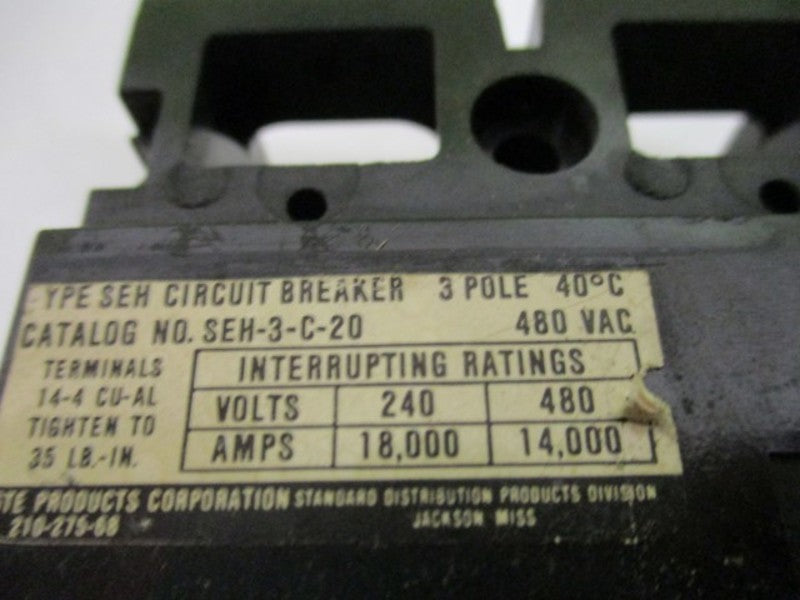 YPE SEH CIRCUIT BREAKER 3 POLE 40°C
CATALOG NO. SEH-3-C-20 480 VAC
TERMINALS
14-4 CU-AL
TIGHTEN TO
35 LB.-IN.
INTERRUPTING RATINGS
VOLTS 240 480
AMPS 18,000 14,000
ITE PRODUCTS CORPORATION STANDARD DISTRIBUTION PRODUCTS DIVISION
210-275-68 JACKSON MISS